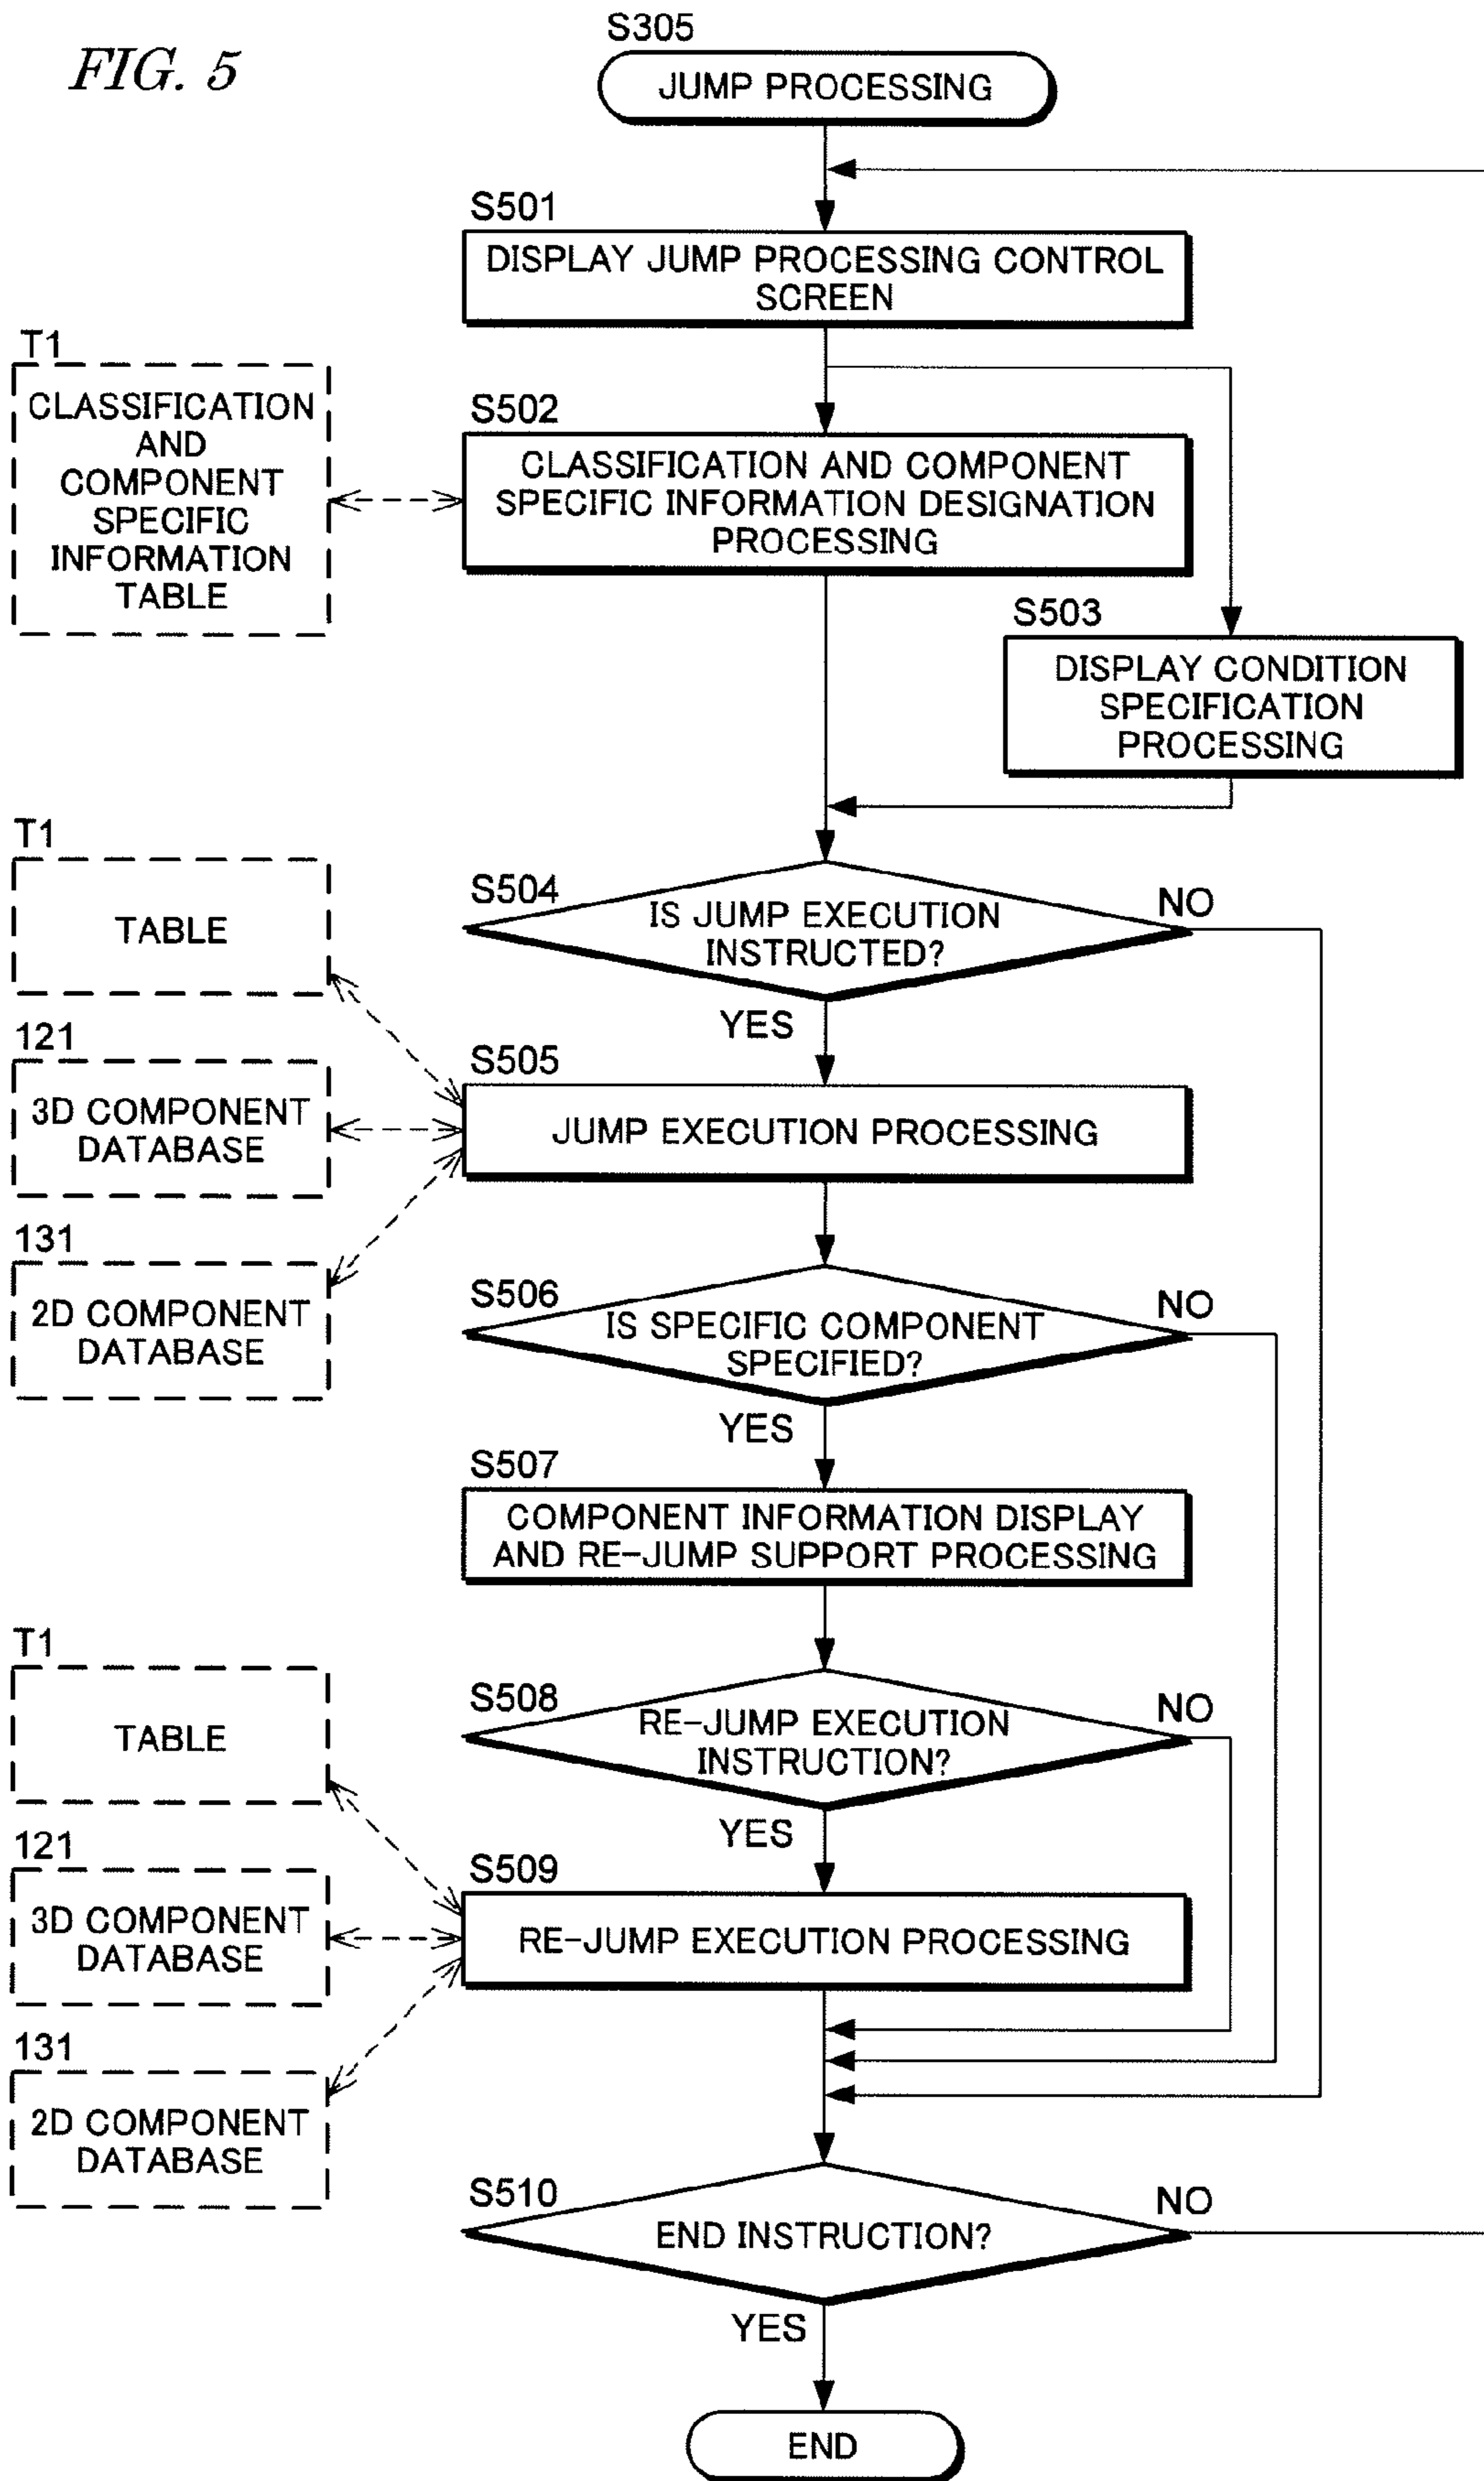 FIG. 5
S305
JUMP PROCESSING
S501
DISPLAY JUMP PROCESSING CONTROL
SCREEN
T1
CLASSIFICATION
AND
COMPONENT
SPECIFIC
INFORMATION
TABLE
S502
CLASSIFICATION AND COMPONENT
SPECIFIC INFORMATION DESIGNATION
PROCESSING
S503
DISPLAY CONDITION
SPECIFICATION
PROCESSING
T1
TABLE
S504
IS JUMP EXECUTION
INSTRUCTED?
NO
YES
121
3D COMPONENT
DATABASE
S505
JUMP EXECUTION PROCESSING
131
2D COMPONENT
DATABASE
S506
IS SPECIFIC COMPONENT
SPECIFIED?
NO
YES
S507
COMPONENT INFORMATION DISPLAY
AND RE-JUMP SUPPORT PROCESSING
T1
TABLE
S508
RE-JUMP EXECUTION
INSTRUCTION?
NO
YES
121
3D COMPONENT
DATABASE
S509
RE-JUMP EXECUTION PROCESSING
131
2D COMPONENT
DATABASE
S510
END INSTRUCTION?
NO
YES
END